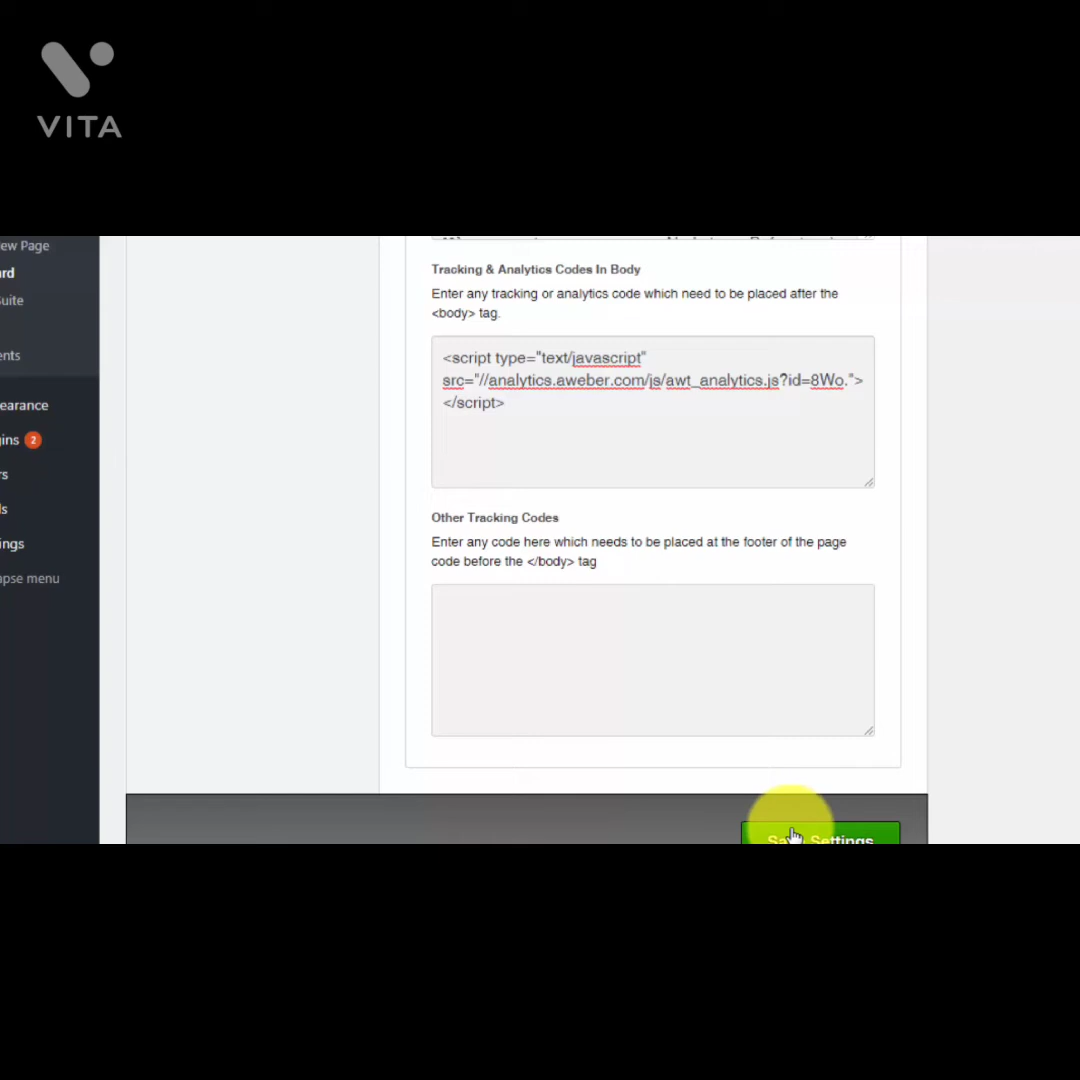 VITA
ew Page
rd
uite
ents
earance
gins 2
rs
ls
ings
apse menu
Tracking & Analytics Codes In Body
Enter any tracking or analytics code which need to be placed after the
<body> tag.
<script type="text/javascript"
src="//analytics.aweber.com/js/awt_analytics.js?id=8Wo.">
</script>
Other Tracking Codes
Enter any code here which needs to be placed at the footer of the page
code before the </body> tag
Settings